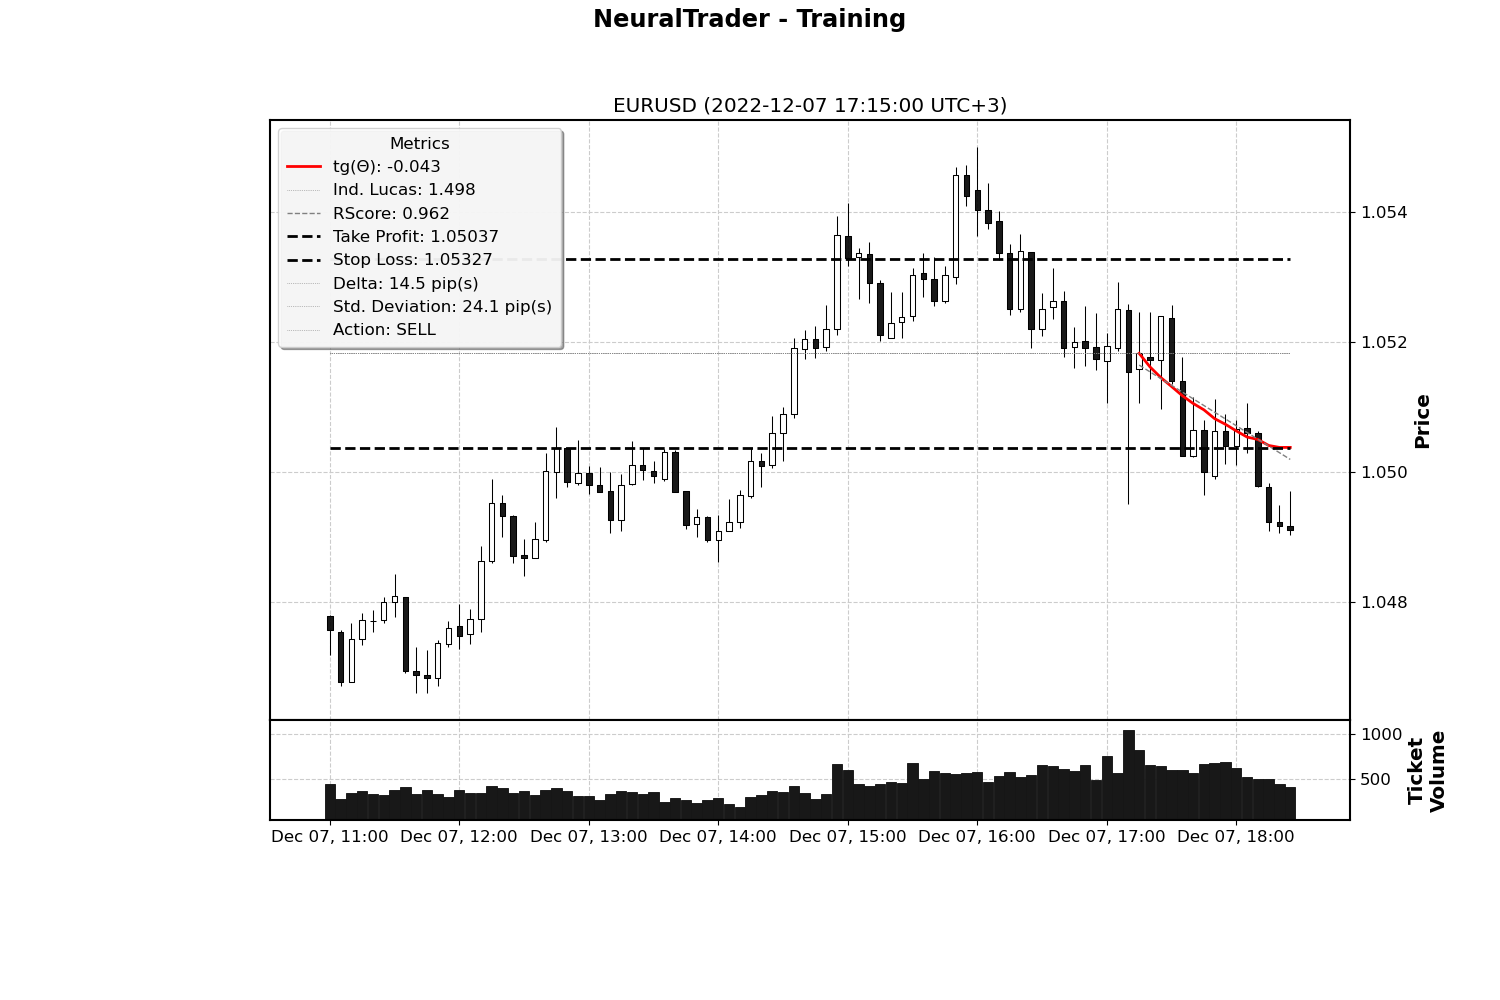 NeuralTrader - Training
EURUSD (2022-12-07 17:15:00 UTC+3)
Metrics
tg(Θ): -0.043
Ind. Lucas: 1.498
RScore: 0.962
Take Profit: 1.05037
Stop Loss: 1.05327
Delta: 14.5 pip(s)
Std. Deviation: 24.1 pip(s)
Action: SELL
1.054
1.052
1.050
1.048
Price
1000
500
Ticket
Volume
Dec 07, 11:00 Dec 07, 12:00 Dec 07, 13:00 Dec 07, 14:00 Dec 07, 15:00 Dec 07, 16:00 Dec 07, 17:00 Dec 07, 18:00